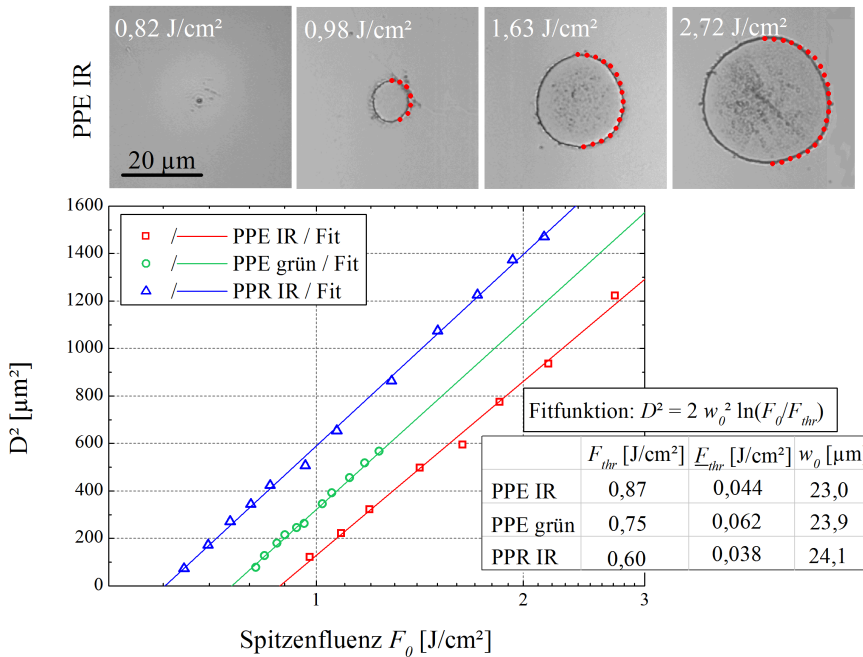 0,82 J/cm²
0,98 J/cm²
1,63 J/cm²
2,72 J/cm²
PPE IR
20 µm
1600
1400
1200
1000
800
600
400
200
0
D² [µm²]
/ PPE IR / Fit
/ PPE grün / Fit
/ PPR IR / Fit
Fitfunktion: D² = 2 w₀² ln(F₀/Fₜₕᵣ)
Fₜₕᵣ [J/cm²] F̲ₜₕᵣ [J/cm²] w₀ [µm
PPE IR 0,87 0,044 23,0
PPE grün 0,75 0,062 23,9
PPR IR 0,60 0,038 24,1
1 2 3
Spitzenfluenz F₀ [J/cm²]